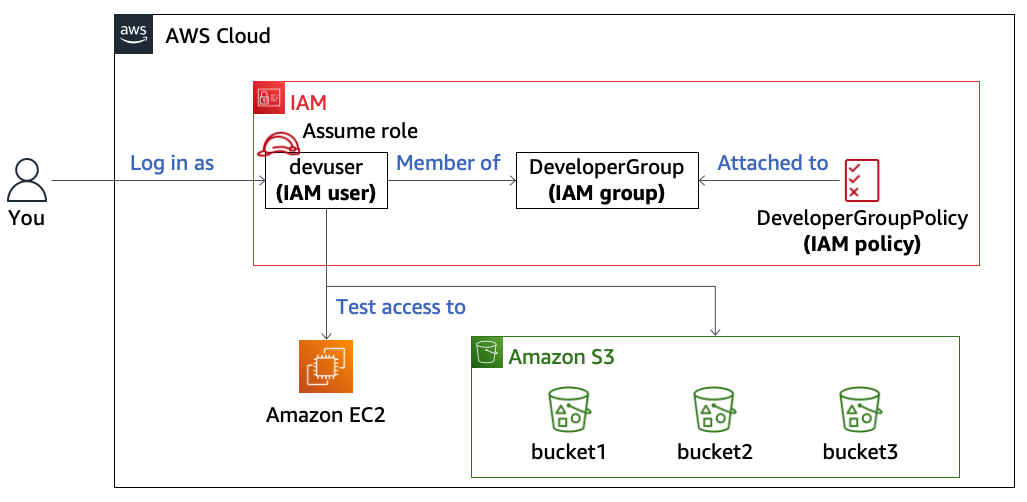 aws
AWS Cloud
IAM
Assume role
Log in as
devuser
(IAM user)
Member of
DeveloperGroup
(IAM group)
Attached to
You
DeveloperGroupPolicy
(IAM policy)
Test access to
Amazon EC2
Amazon S3
bucket1
bucket2
bucket3